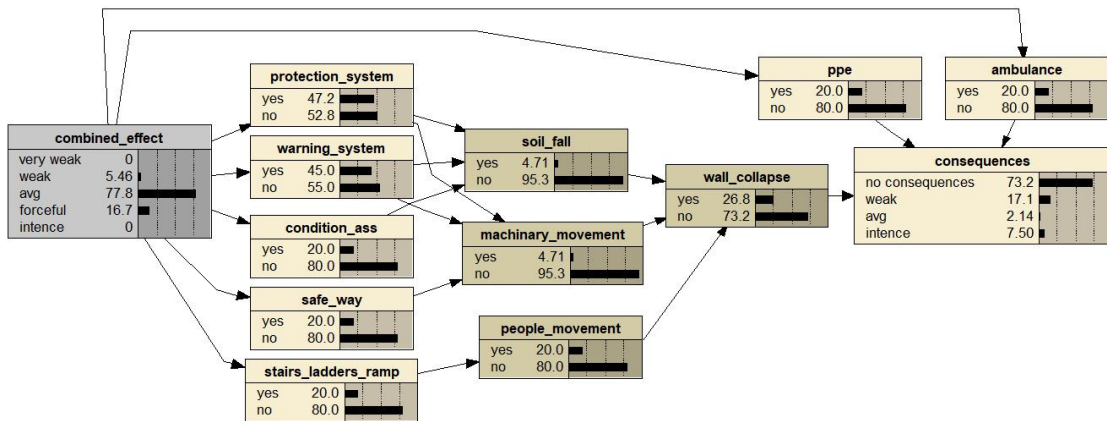 combined_effect
very weak 0
weak 5.46
avg 77.8
forceful 16.7
intence 0
protection_system
yes 47.2
no 52.8
warning_system
yes 45.0
no 55.0
condition_ass
yes 20.0
no 80.0
safe_way
yes 20.0
no 80.0
stairs_ladders_ramp
yes 20.0
no 80.0
soil_fall
yes 4.71
no 95.3
machinary_movement
yes 4.71
no 95.3
people_movement
yes 20.0
no 80.0
wall_collapse
yes 26.8
no 73.2
ppe
yes 20.0
no 80.0
ambulance
yes 20.0
no 80.0
consequences
no consequences 73.2
weak 17.1
avg 2.14
intence 7.50